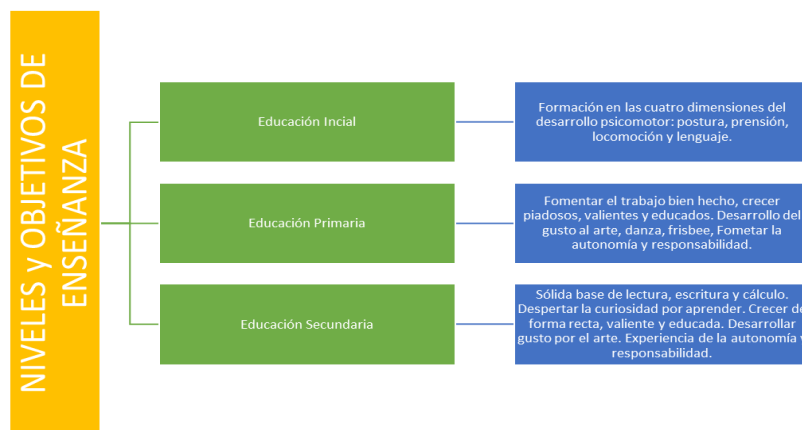 NIVELES y OBJETIVOS DE
ENSEÑANZA
Educación Incial
Formación en las cuatro dimensiones del
desarrollo psicomotor: postura, prensión,
locomoción y lenguaje.
Educación Primaria
Fomentar el trabajo bien hecho, crecer
piadosos, valientes y educados. Desarrollo del
gusto al arte, danza, frisbee, Fometar la
autonomía y responsabilidad.
Educación Secundaria
Sólida base de lectura, escritura y cálculo.
Despertar la curiosidad por aprender. Crecer de
forma recta, valiente y educada. Desarrollar
gusto por el arte. Experiencia de la autonomía y
responsabilidad.